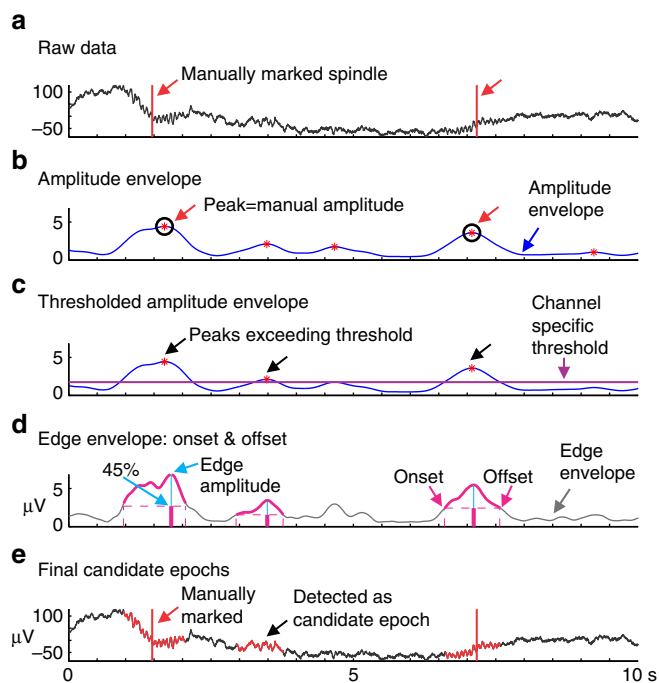 a
Raw data
100
–50
Manually marked spindle
b
Amplitude envelope
5
0
Peak=manual amplitude
Amplitude
envelope
c
Thresholded amplitude envelope
5
0
Peaks exceeding threshold
Channel
specific
threshold
d
Edge envelope: onset & offset
45%
Edge
amplitude
Onset
Offset
Edge
envelope
5
μV
0
e
Final candidate epochs
Manually
marked
Detected as
candidate epoch
100
μV
–50
0
5
10 s